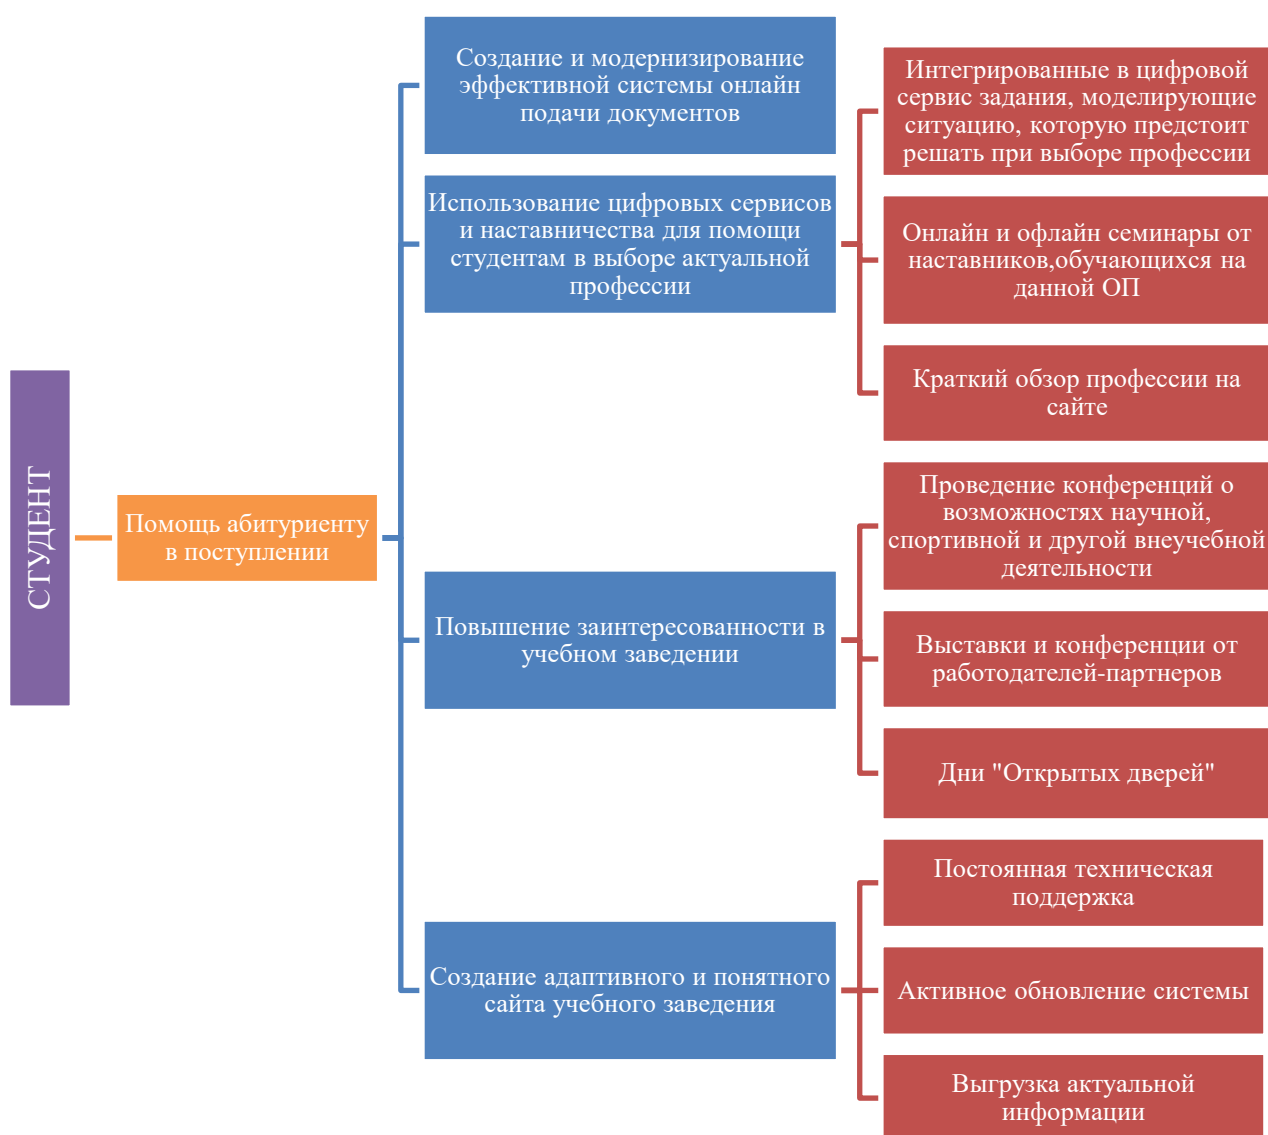 СТУДЕНТ
Помощь абитуриенту
в поступлении
Создание и модернизирование
эффективной системы онлайн
подачи документов
Использование цифровых сервисов
и наставничества для помощи
студентам в выборе актуальной
профессии
Интегрированные в цифровой
сервис задания, моделирующие
ситуацию, которую предстоит
решать при выборе профессии
Онлайн и офлайн семинары от
наставников,обучающихся на
данной ОП
Краткий обзор профессии на
сайте
Повышение заинтересованности в
учебном заведении
Проведение конференций о
возможностях научной,
спортивной и другой внеучебной
деятельности
Выставки и конференции от
работодателей-партнеров
Дни "Открытых дверей"
Создание адаптивного и понятного
сайта учебного заведения
Постоянная техническая
поддержка
Активное обновление системы
Выгрузка актуальной
информации